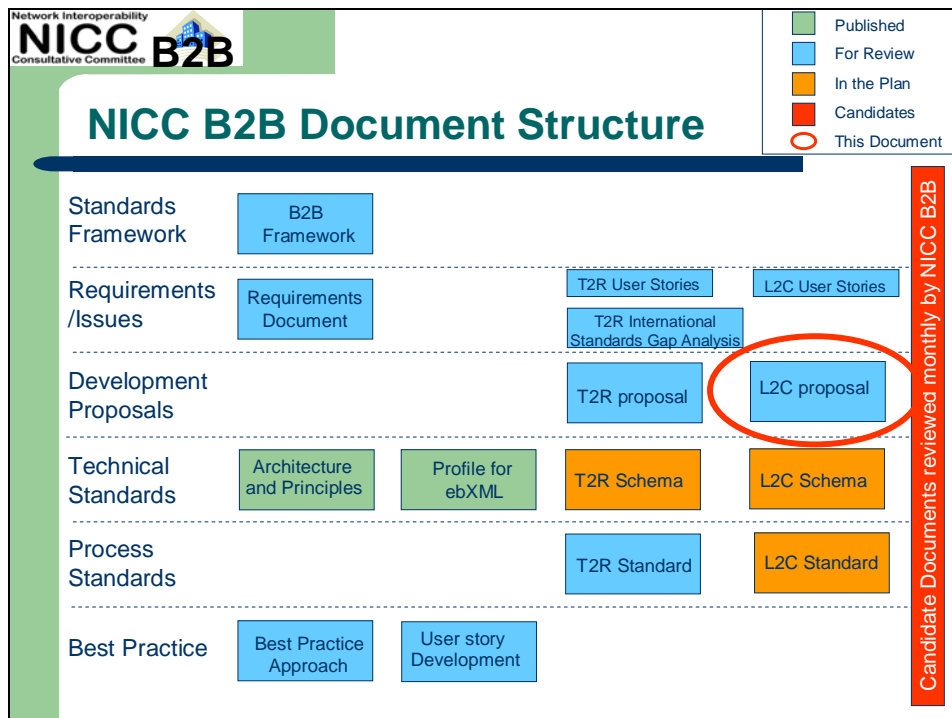 Network Interoperability
NICC B2B
Consultative Committee
Published
For Review
In the Plan
Candidates
This Document
NICC B2B Document Structure
Standards
Framework
B2B
Framework
Requirements
/Issues
Requirements
Document
T2R User Stories
L2C User Stories
T2R International
Standards Gap Analysis
Development
Proposals
T2R proposal
L2C proposal
Technical
Standards
Architecture
and Principles
Profile for
ebXML
T2R Schema
L2C Schema
Process
Standards
T2R Standard
L2C Standard
Best Practice
Best Practice
Approach
User story
Development
Candidate Documents reviewed monthly by NICC B2B